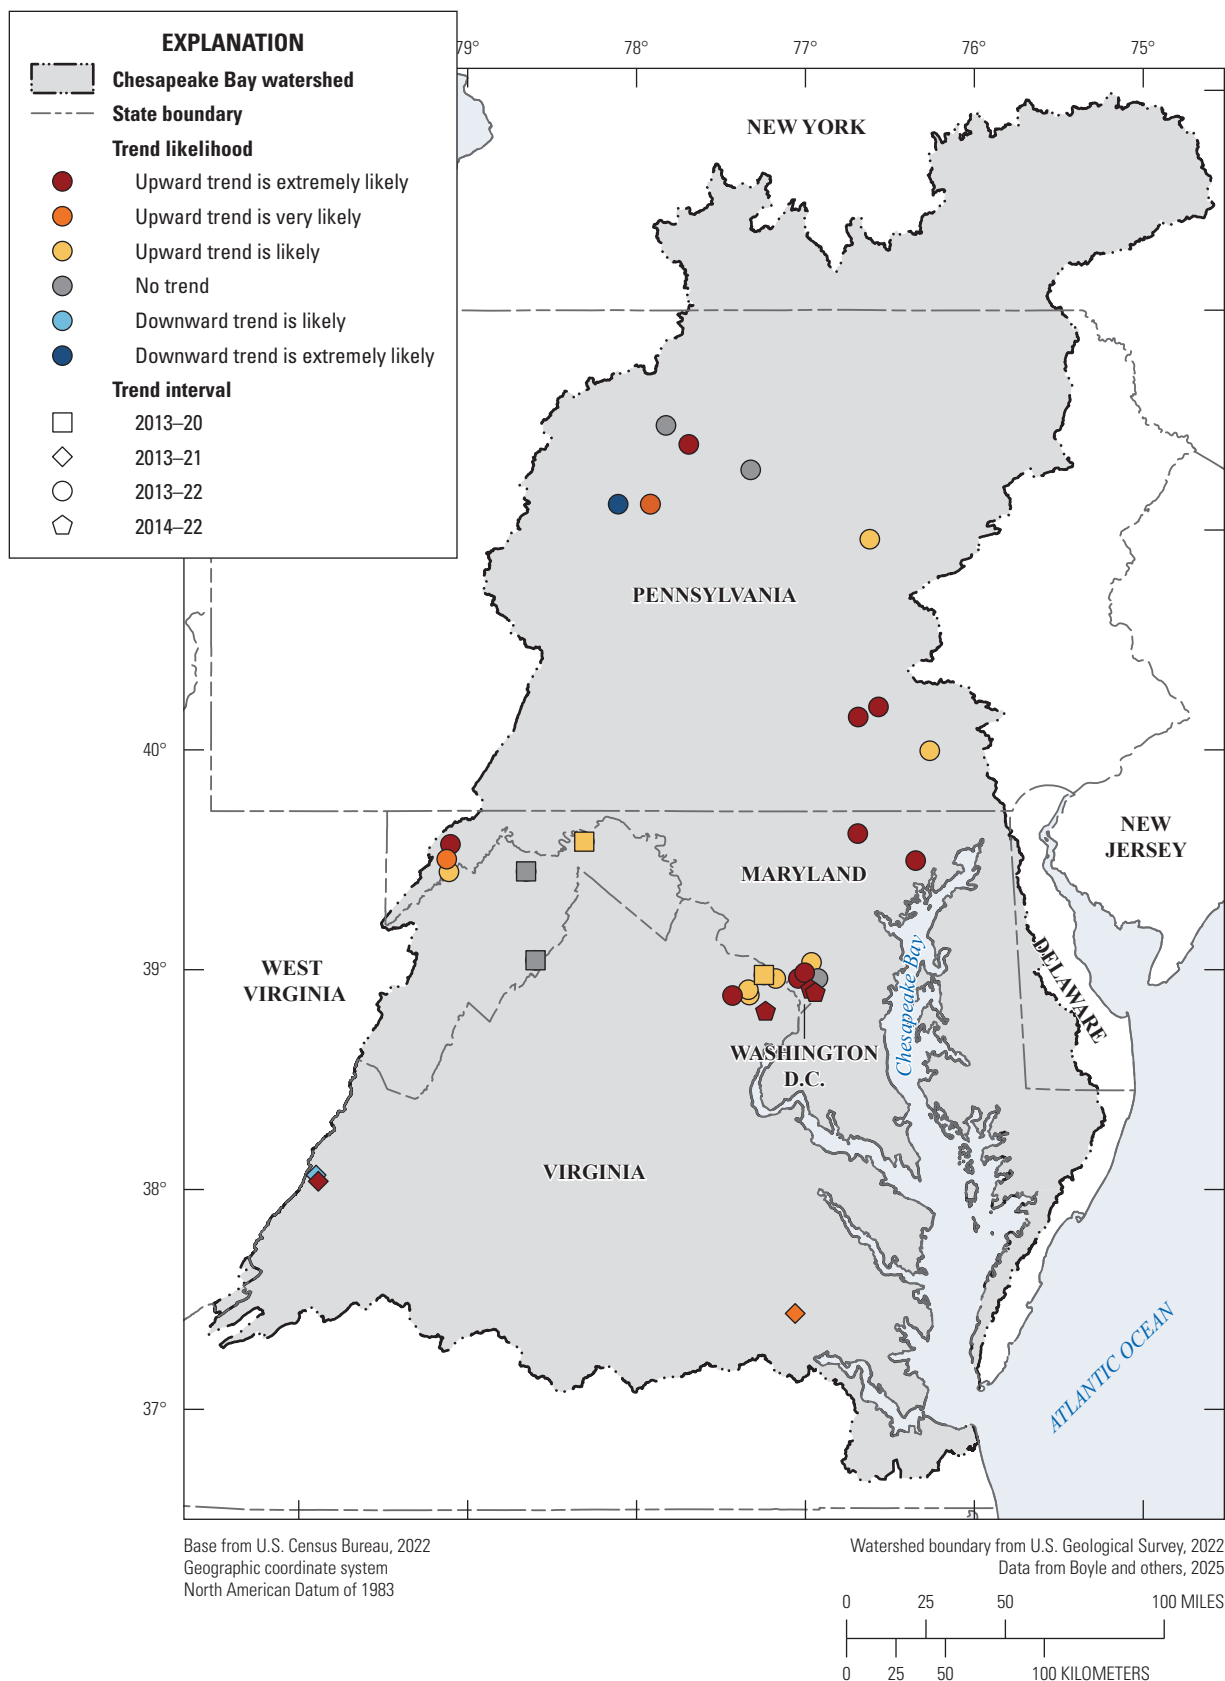 EXPLANATION
Chesapeake Bay watershed
State boundary
Trend likelihood
Upward trend is extremely likely
Upward trend is very likely
Upward trend is likely
No trend
Downward trend is likely
Downward trend is extremely likely
Trend interval
2013–20
2013–21
2013–22
2014–22
79°
78°
77°
76°
75°
NEW YORK
PENNSYLVANIA
40°
NEW
JERSEY
MARYLAND
39°
WEST
VIRGINIA
DELAWARE
Chesapeake Bay
WASHINGTON
D.C.
VIRGINIA
38°
ATLANTIC OCEAN
37°
Base from U.S. Census Bureau, 2022
Geographic coordinate system
North American Datum of 1983
Watershed boundary from U.S. Geological Survey, 2022
Data from Boyle and others, 2025
0 25 50 100 MILES
0 25 50 100 KILOMETERS